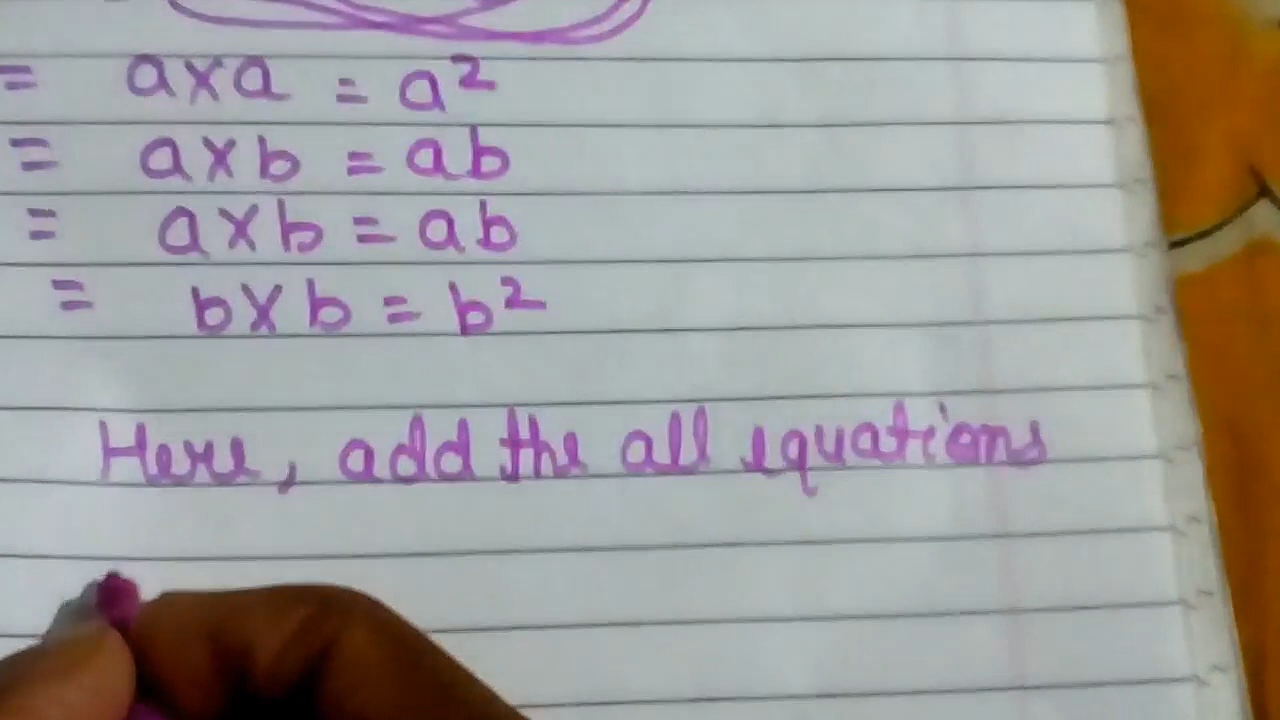 = a×a = a²
= a×b = ab
= a×b = ab
= b×b = b²
Here, add the all equations